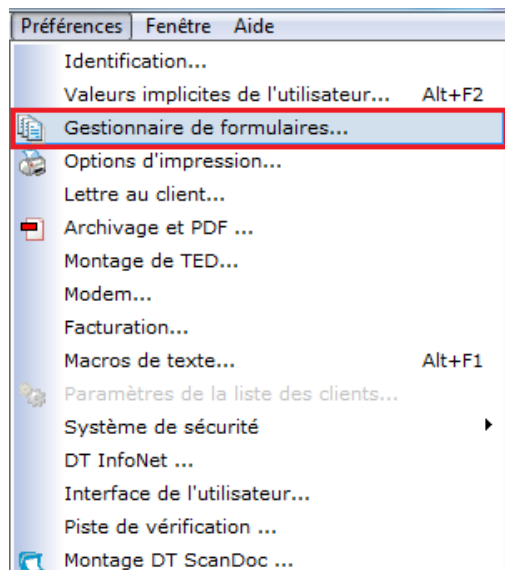 Préférences Fenêtre Aide
Identification...
Valeurs implicites de l'utilisateur... Alt+F2
Gestionnaire de formulaires...
Options d'impression...
Lettre au client...
Archivage et PDF ...
Montage de TED...
Modem...
Facturation...
Macros de texte... Alt+F1
Paramètres de la liste des clients...
Système de sécurité
DT InfoNet ...
Interface de l'utilisateur...
Piste de vérification ...
Montage DT ScanDoc ...